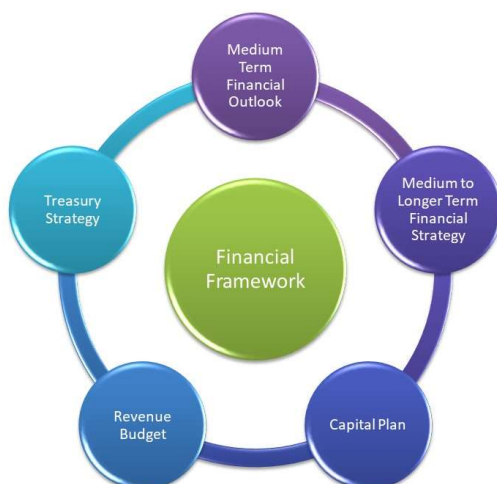 Medium
Term
Financial
Outlook
Medium to
Longer Term
Financial
Strategy
Capital Plan
Revenue
Budget
Treasury
Strategy
Financial
Framework